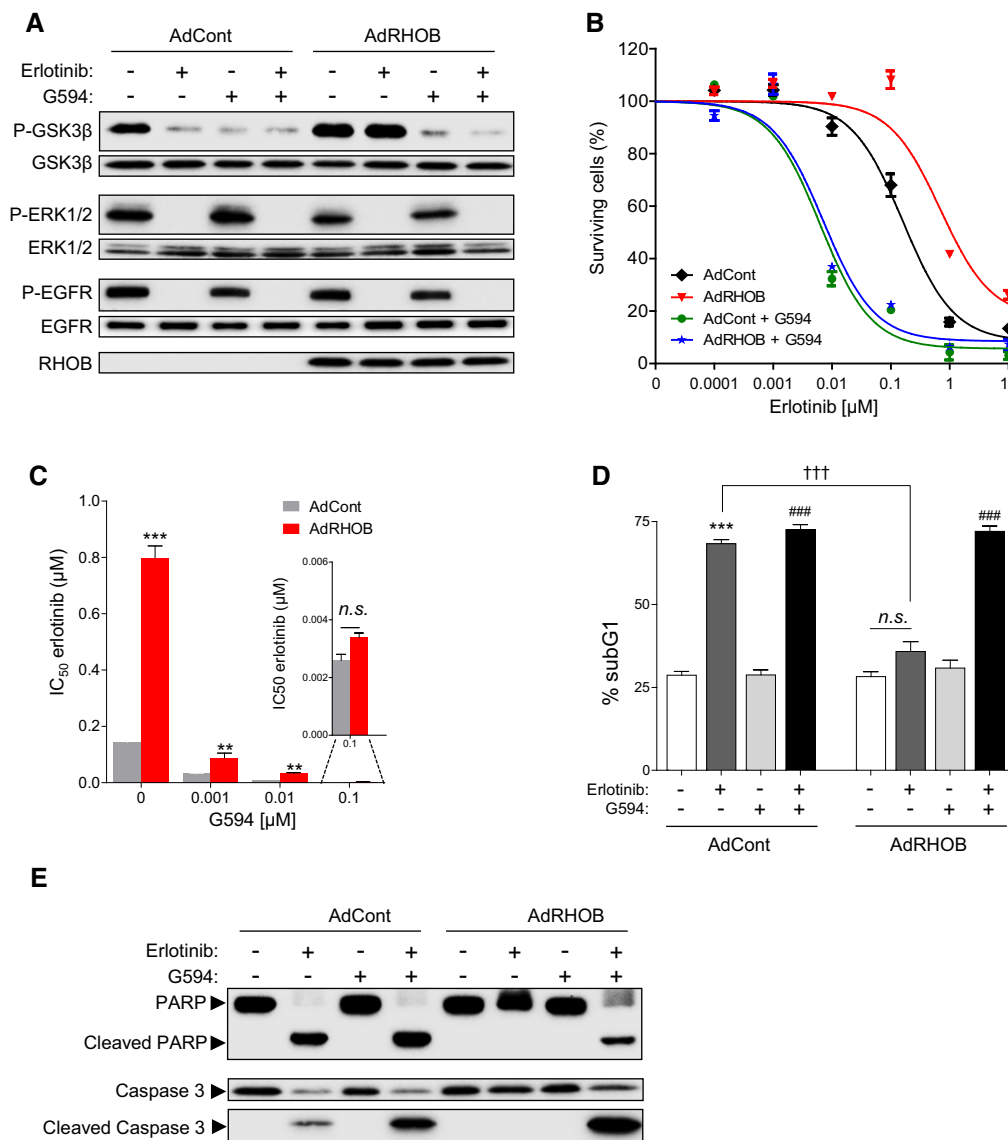 A
AdCont AdRHOB
Erlotinib: - + - + - + - +
G594: - - + + - - + +
P-GSK3β
GSK3β
P-ERK1/2
ERK1/2
P-EGFR
EGFR
RHOB
B
120
100
80
60
40
20
0
Surviving cells (%)
AdCont
AdRHOB
AdCont + G594
AdRHOB + G594
0 0.0001 0.001 0.01 0.1 1
Erlotinib [µM]
C
1.0
0.8
0.6
0.4
0.2
0.0
IC50 erlotinib (µM)
AdCont
AdRHOB
***
**
**
0 0.001 0.01 0.1
G594 [µM]
IC50 erlotinib (µM)
0.006
0.004
0.002
0.000
n.s.
0.1
D
†††
75
50
25
0
% subG1
*** ### n.s. ###
Erlotinib: - + - + - + - +
G594: - - + + - - + +
AdCont AdRHOB
E
AdCont AdRHOB
Erlotinib: - + - + - + - +
G594: - - + + - - + +
PARP
Cleaved PARP
Caspase 3
Cleaved Caspase 3